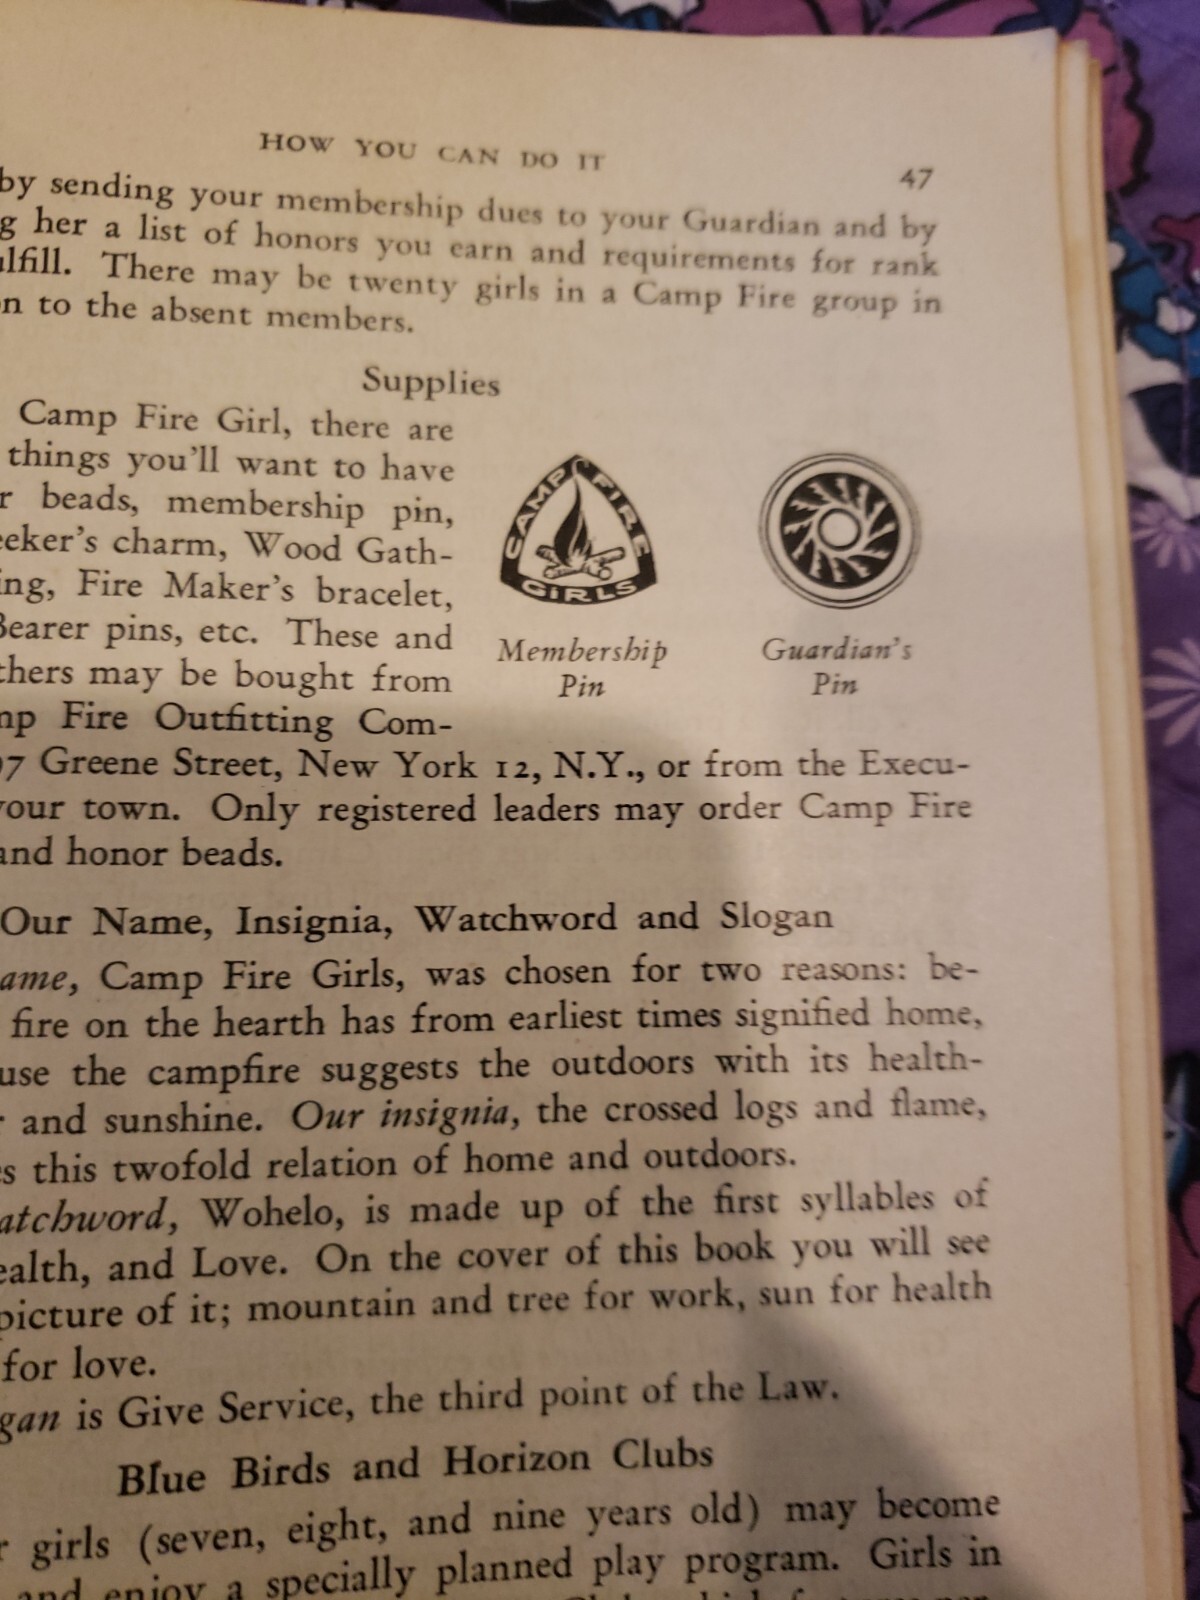 HOW YOU CAN DO IT
47
by sending your membership dues to your Guardian and by
g her a list of honors you earn and requirements for rank
lfill. There may be twenty girls in a Camp Fire group in
n to the absent members.
Supplies
Camp Fire Girl, there are
things you'll want to have
r beads, membership pin,
eeker's charm, Wood Gath-
ing, Fire Maker's bracelet,
Bearer pins, etc. These and
thers may be bought from
mp Fire Outfitting Com-
CAMP FIRE GIRLS
Membership
Pin
Guardian's
Pin
97 Greene Street, New York 12, N.Y., or from the Execu-
your town. Only registered leaders may order Camp Fire
and honor beads.
Our Name, Insignia, Watchword and Slogan
ame, Camp Fire Girls, was chosen for two reasons: be-
fire on the hearth has from earliest times signified home,
use the campfire suggests the outdoors with its health-
r and sunshine. Our insignia, the crossed logs and flame,
s this twofold relation of home and outdoors.
atchword, Wohelo, is made up of the first syllables of
ealth, and Love. On the cover of this book you will see
picture of it; mountain and tree for work, sun for health
for love.
gan is Give Service, the third point of the Law.
Blue Birds and Horizon Clubs
r girls (seven, eight, and nine years old) may become
and enjoy a specially planned play program. Girls in